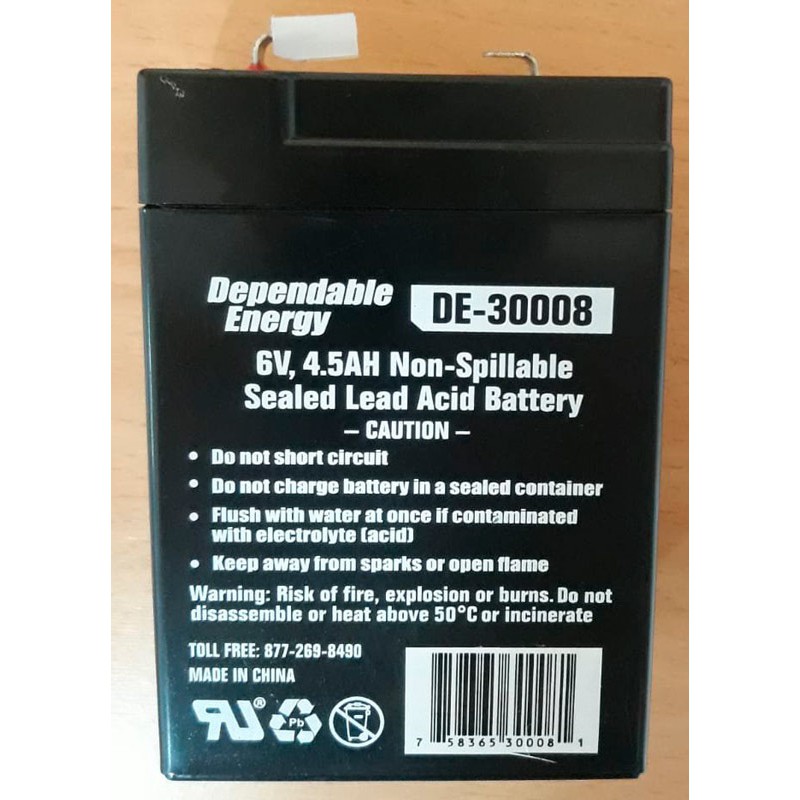 Dependable
Energy
DE-30008
6V, 4.5AH Non-Spillable
Sealed Lead Acid Battery
– CAUTION –
• Do not short circuit
• Do not charge battery in a sealed container
• Flush with water at once if contaminated
with electrolyte (acid)
• Keep away from sparks or open flame
Warning: Risk of fire, explosion or burns. Do not
disassemble or heat above 50°C or incinerate
TOLL FREE: 877-269-8490
MADE IN CHINA
RU®
Pb
7 58365 30008 1